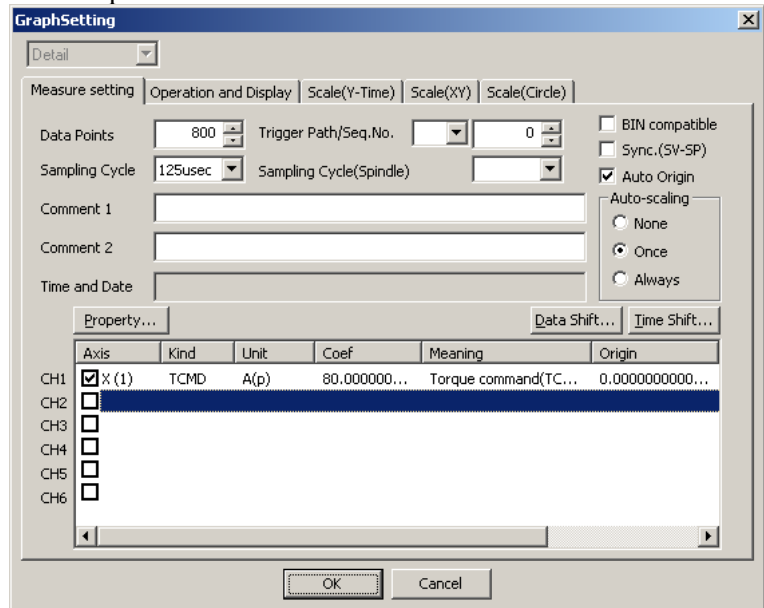 GraphSetting
Detail
Measure setting Operation and Display Scale(Y-Time) Scale(XY) Scale(Circle)
Data Points 800 Trigger Path/Seq.No. 0 BIN compatible
Sync.(SV-SP)
Sampling Cycle 125usec Sampling Cycle(Spindle) Auto Origin
Auto-scaling
Comment 1 None
Comment 2 Once
Time and Date Always
Property... Data Shift... Time Shift...
Axis Kind Unit Coef Meaning Origin
CH1 X (1) TCMD A(p) 80.000000... Torque command(TC... 0.0000000000...
CH2
CH3
CH4
CH5
CH6
OK Cancel